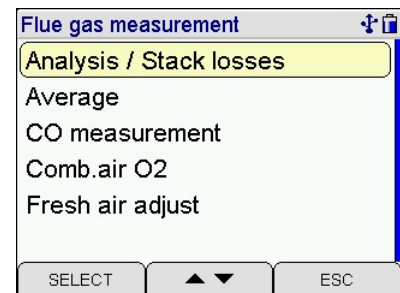 Flue gas measurement
Analysis / Stack losses
Average
CO measurement
Comb.air O2
Fresh air adjust
SELECT ▲ ▼ ESC